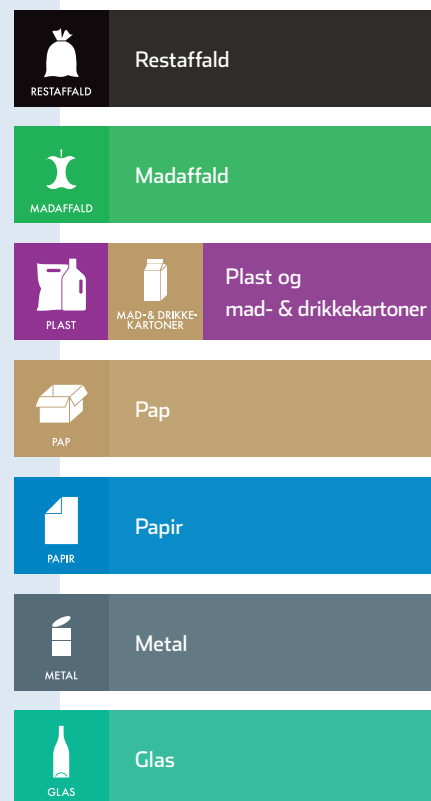 RESTAFFALD
Restaffald
MADAFFALD
Madaffald
PLAST
MAD-& DRIKKE-
KARTONER
Plast og
mad- & drikkekartoner
PAP
Pap
PAPIR
Papir
METAL
Metal
GLAS
Glas